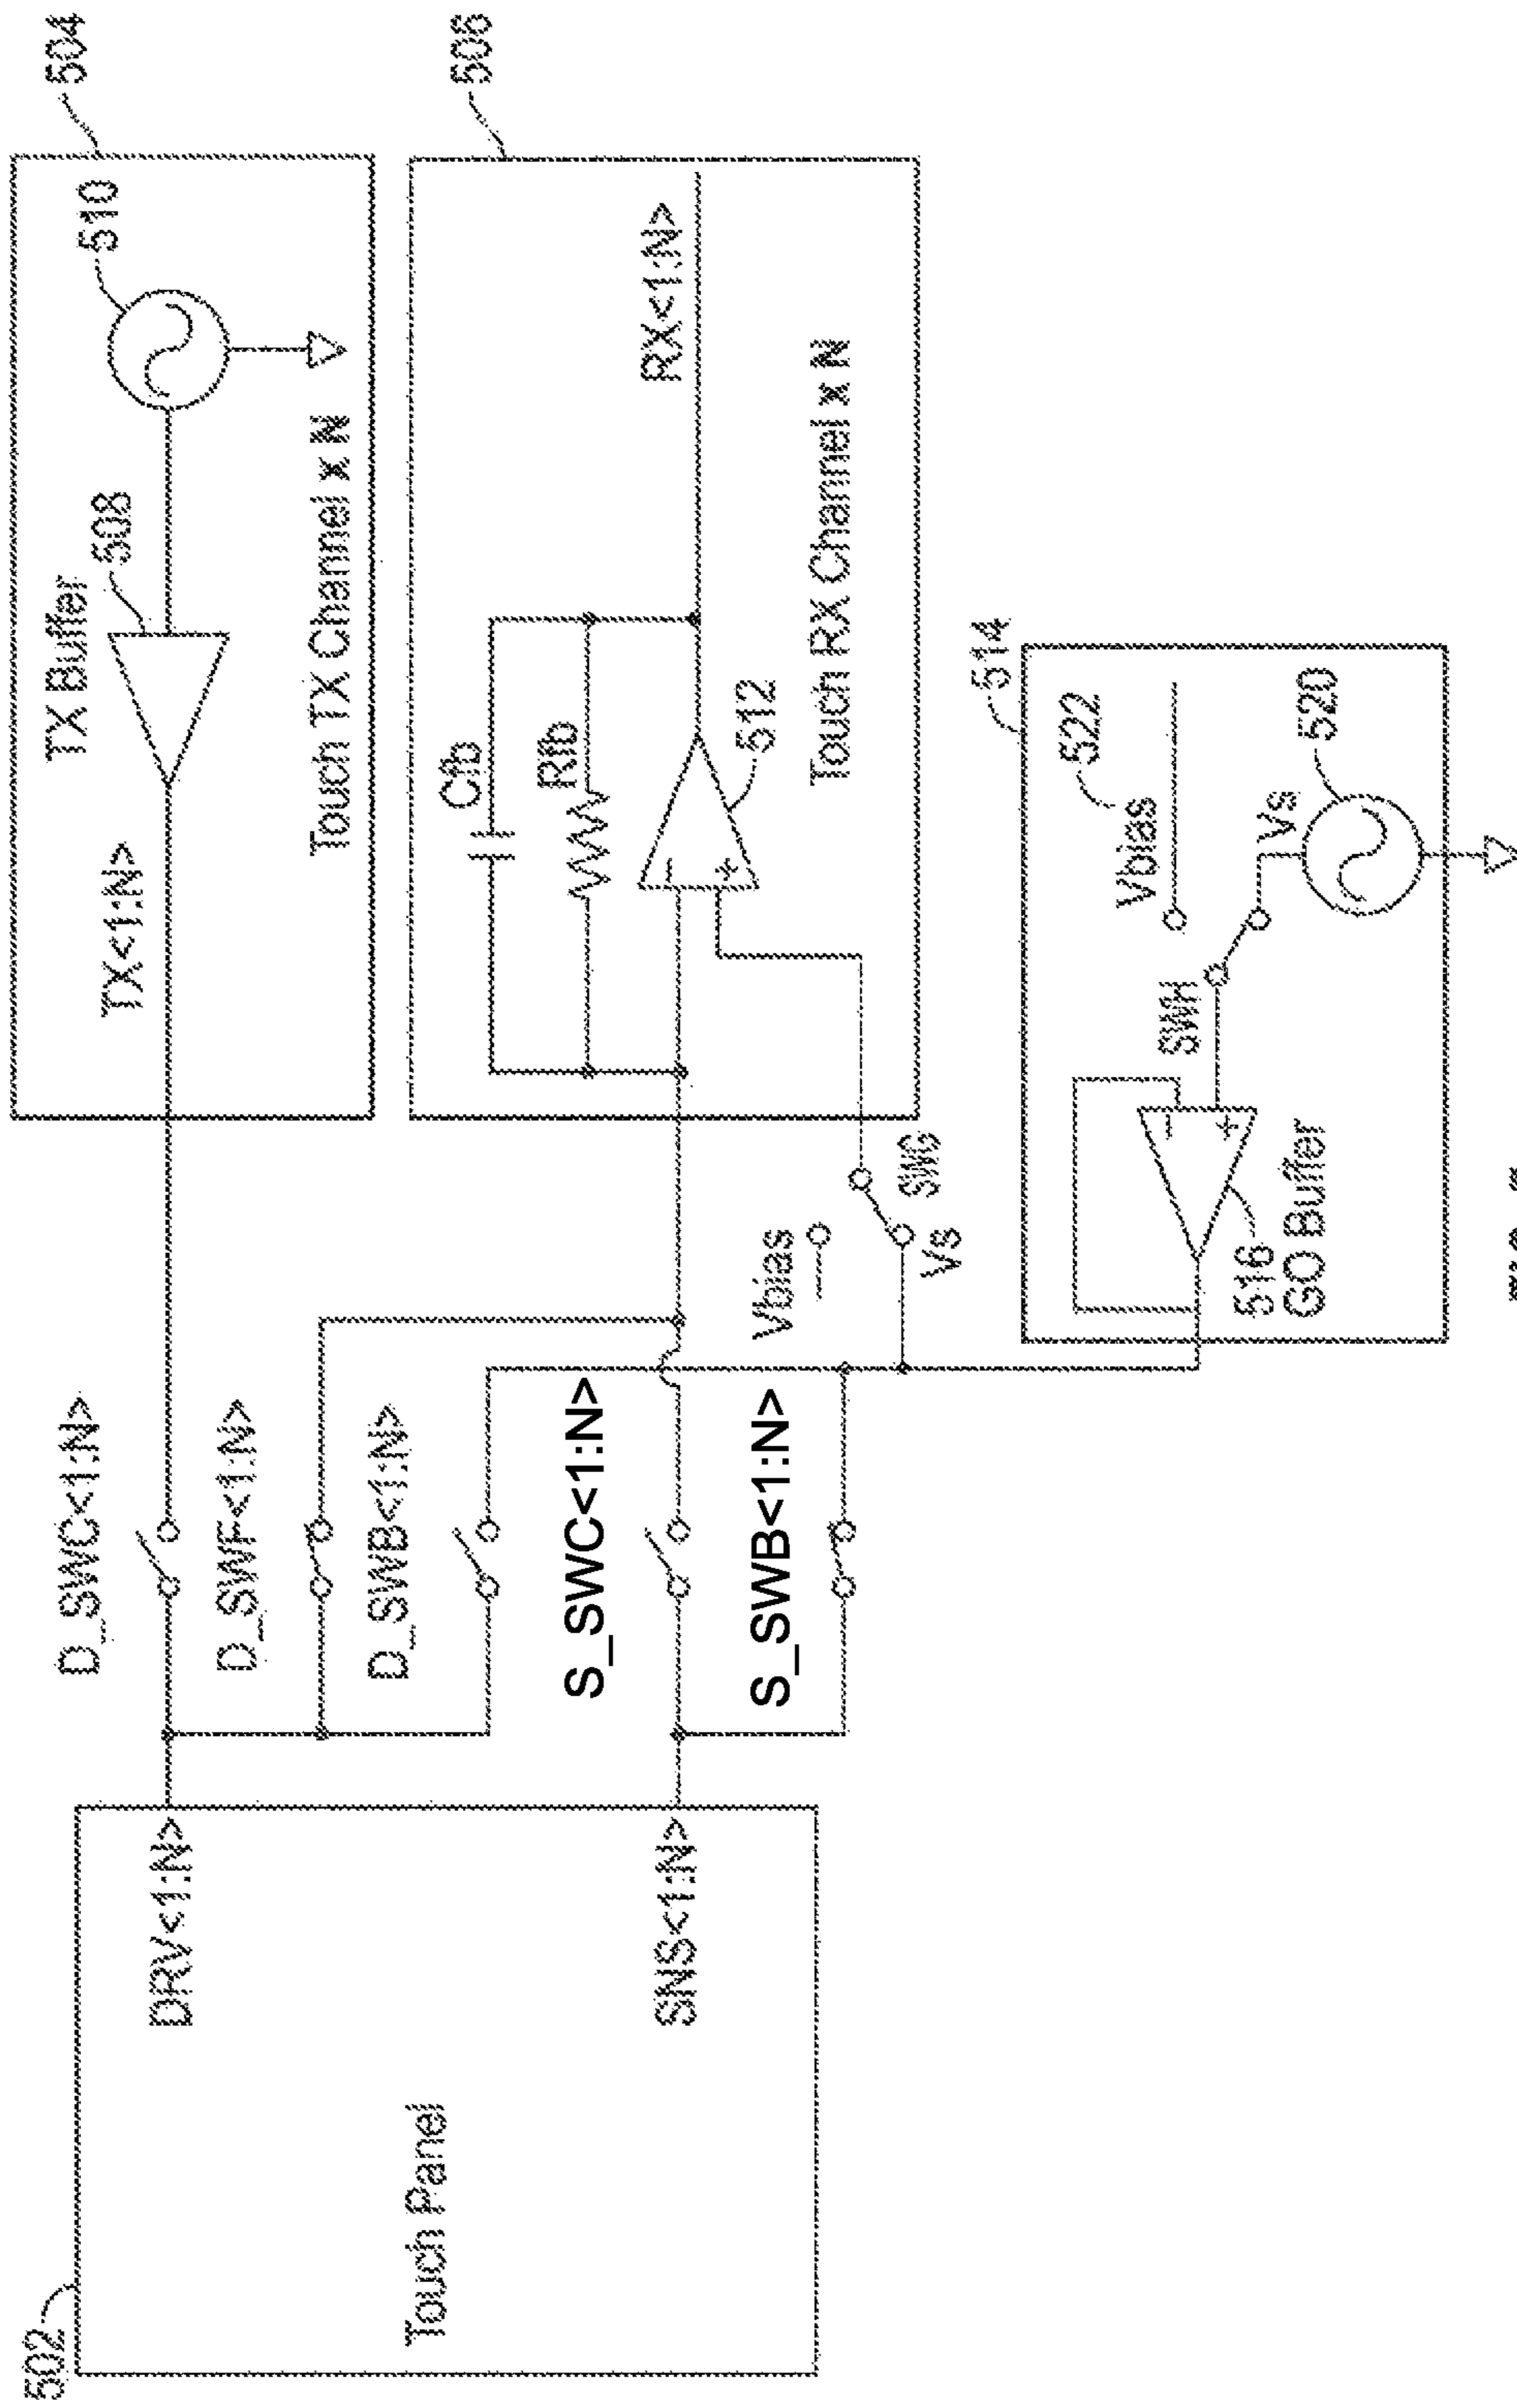 502
Touch Panel
DRV<1:N>
SNS<1:N>
D_SWC<1:N>
D_SWF<1:N>
D_SWB<1:N>
S_SWC<1:N>
S_SWB<1:N>
504
TX<1:N>
TX Buffer
508
510
Touch TX Channel x N
506
Cfb
Rfb
512
RX<1:N>
Touch RX Channel x N
Vbias
SWG
Vs
514
516
GO Buffer
SWH
Vbias
522
Vs
520